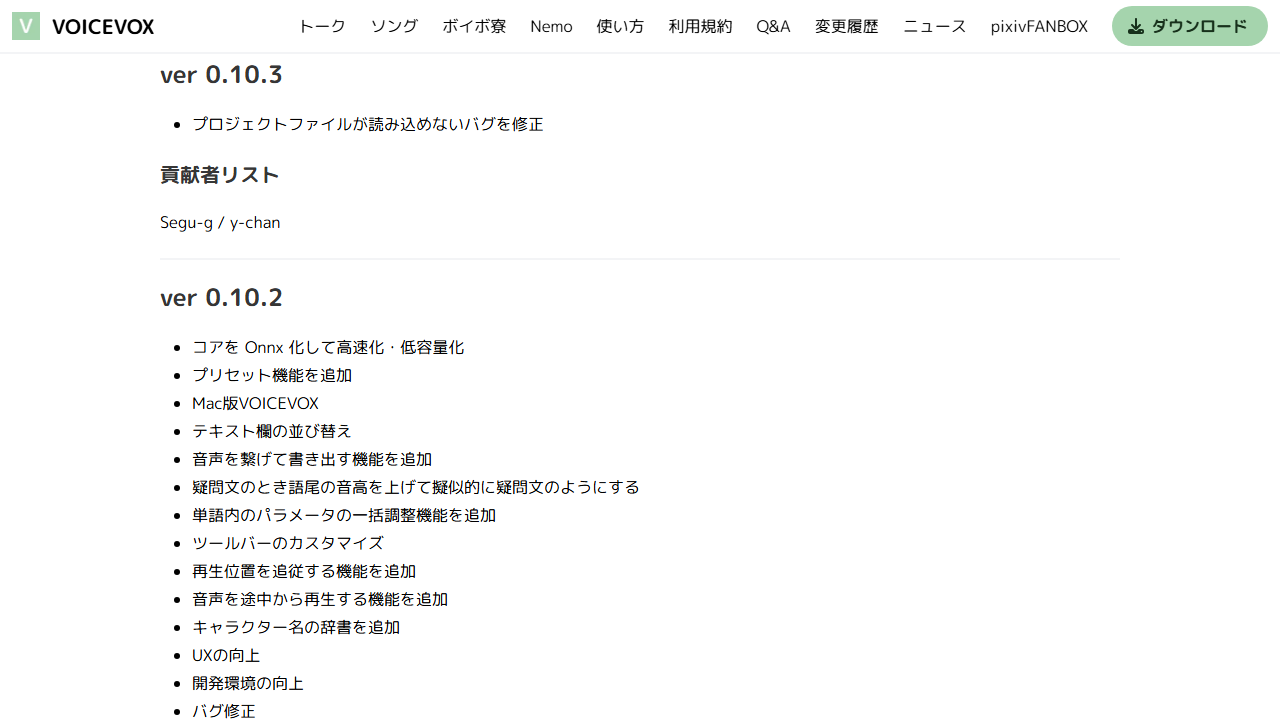 V VOICEVOX トーク ソング ボイボ寮 Nemo 使い方 利用規約 Q&A 変更履歴 ニュース pixivFANBOX ダウンロード
ver 0.10.3
• プロジェクトファイルが読み込めないバグを修正
貢献者リスト
Segu-g / y-chan
ver 0.10.2
• コアを Onnx 化して高速化・低容量化
• プリセット機能を追加
• Mac版VOICEVOX
• テキスト欄の並び替え
• 音声を繋げて書き出す機能を追加
• 疑問文のとき語尾の音高を上げて擬似的に疑問文のようにする
• 単語内のパラメータの一括調整機能を追加
• ツールバーのカスタマイズ
• 再生位置を追従する機能を追加
• 音声を途中から再生する機能を追加
• キャラクター名の辞書を追加
• UXの向上
• 開発環境の向上
• バグ修正